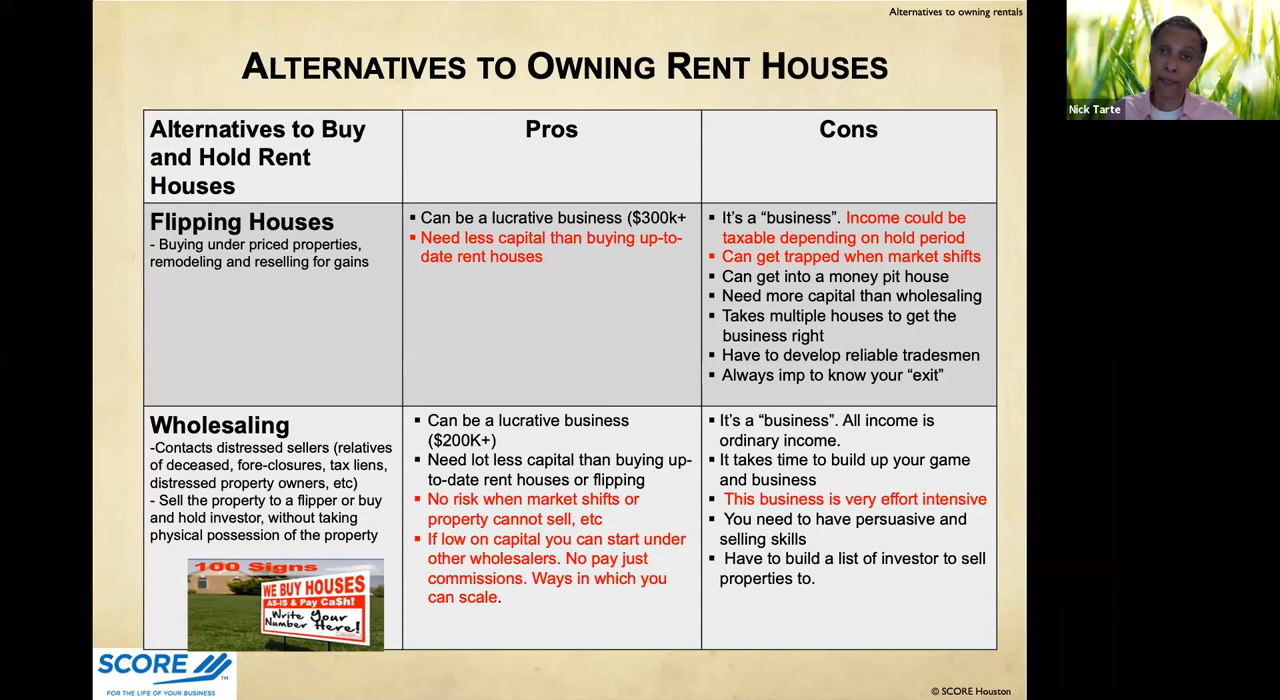 Alternatives to owning rentals
ALTERNATIVES TO OWNING RENT HOUSES
Nick Tarte
Alternatives to Buy
and Hold Rent
Houses
Pros
Cons
Flipping Houses
- Buying under priced properties,
remodeling and reselling for gains
▪ Can be a lucrative business ($300k+
▪ Need less capital than buying up-to-
date rent houses
▪ It's a “business”. Income could be
taxable depending on hold period
▪ Can get trapped when market shifts
▪ Can get into a money pit house
▪ Need more capital than wholesaling
▪ Takes multiple houses to get the
business right
▪ Have to develop reliable tradesmen
▪ Always imp to know your “exit”
Wholesaling
-Contacts distressed sellers (relatives
of deceased, fore-closures, tax liens,
distressed property owners, etc)
- Sell the property to a flipper or buy
and hold investor, without taking
physical possession of the property
100 Signs
WE BUY HOUSES
AS-IS & Pay Ca$h!
Write Your
Number Here!
▪ Can be a lucrative business
($200K+)
▪ Need lot less capital than buying up-
to-date rent houses or flipping
▪ No risk when market shifts or
property cannot sell, etc
▪ If low on capital you can start under
other wholesalers. No pay just
commissions. Ways in which you
can scale.
▪ It's a “business”. All income is
ordinary income.
▪ It takes time to build up your game
and business
▪ This business is very effort intensive
▪ You need to have persuasive and
selling skills
▪ Have to build a list of investor to sell
properties to.
SCORE TM
FOR THE LIFE OF YOUR BUSINESS
© SCORE Houston